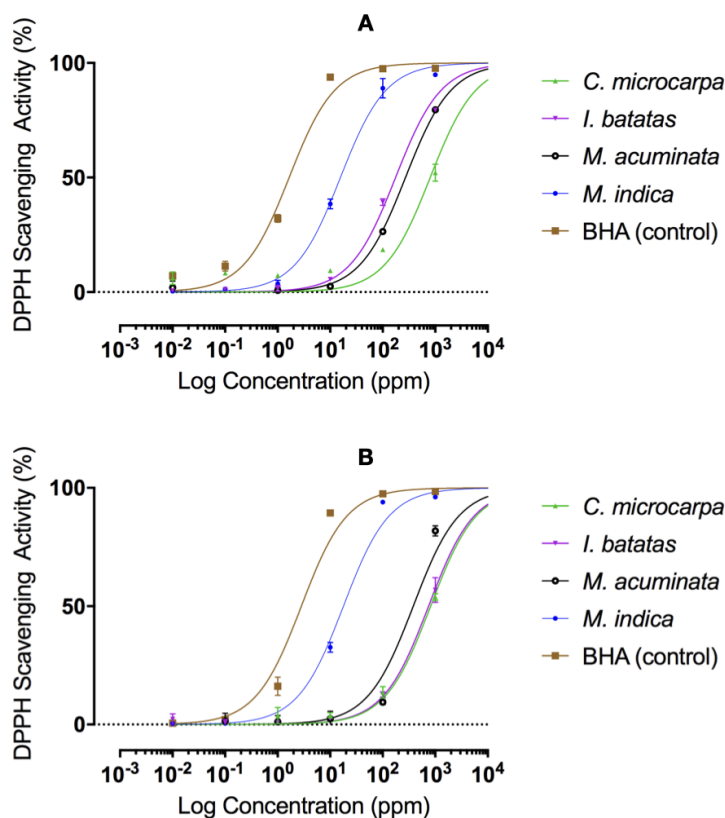 A
DPPH Scavenging Activity (%)
100
50
0
10⁻³ 10⁻² 10⁻¹ 10⁰ 10¹ 10² 10³ 10⁴
Log Concentration (ppm)
C. microcarpa
I. batatas
M. acuminata
M. indica
BHA (control)
B
DPPH Scavenging Activity (%)
100
50
0
10⁻³ 10⁻² 10⁻¹ 10⁰ 10¹ 10² 10³ 10⁴
Log Concentration (ppm)
C. microcarpa
I. batatas
M. acuminata
M. indica
BHA (control)